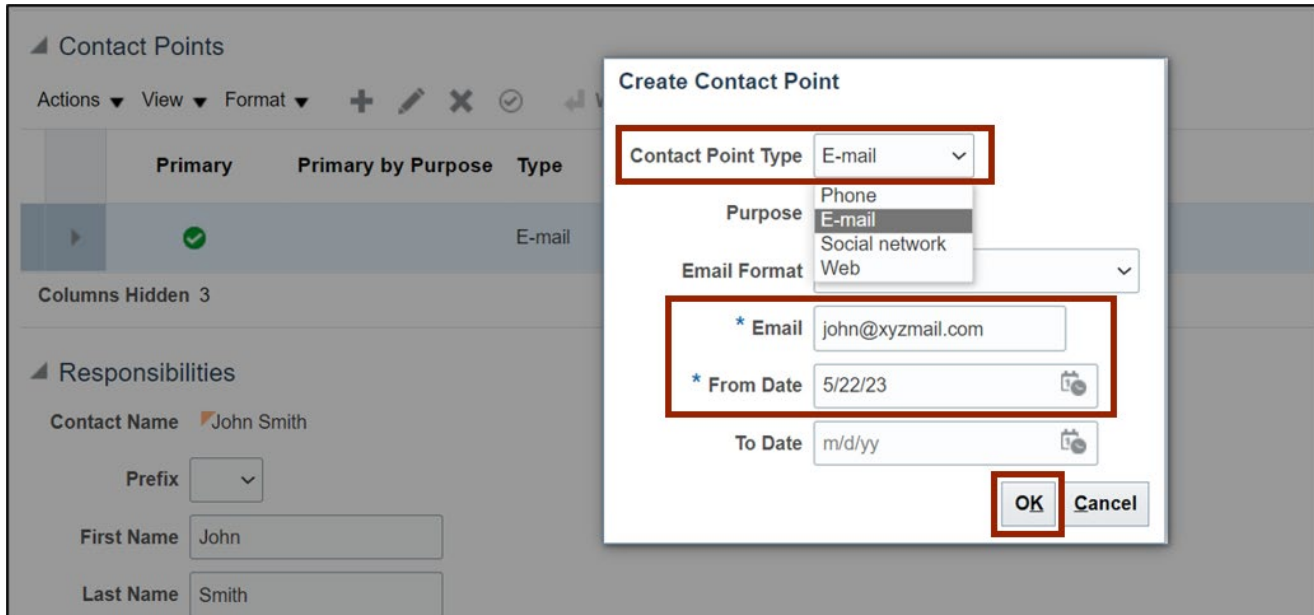 Contact Points
Actions View Format
Primary Primary by Purpose Type
E-mail
Columns Hidden 3
Responsibilities
Contact Name John Smith
Prefix
First Name John
Last Name Smith
Create Contact Point
Contact Point Type E-mail
Phone
Purpose
E-mail
Social network
Email Format
Web
* Email john@xyzmail.com
* From Date 5/22/23
To Date m/d/yy
OK Cancel